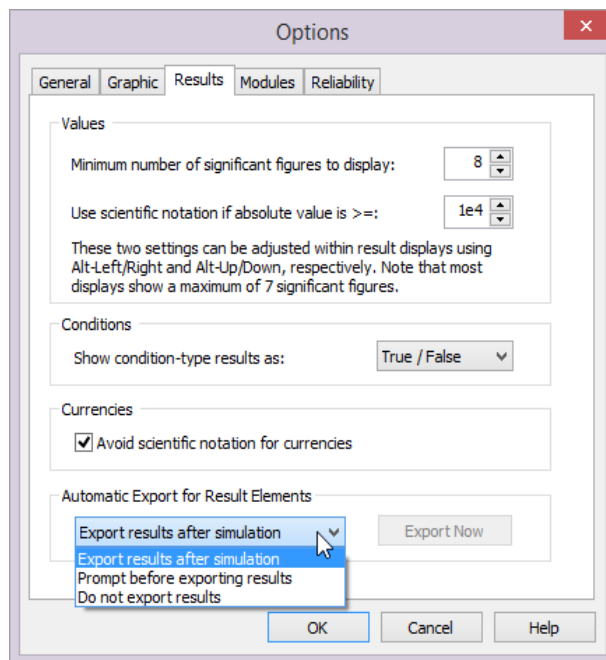 Options
General Graphic Results Modules Reliability
Values
Minimum number of significant figures to display: 8
Use scientific notation if absolute value is >=: 1e4
These two settings can be adjusted within result displays using
Alt-Left/Right and Alt-Up/Down, respectively. Note that most
displays show a maximum of 7 significant figures.
Conditions
Show condition-type results as: True / False
Currencies
Avoid scientific notation for currencies
Automatic Export for Result Elements
Export results after simulation Export Now
Export results after simulation
Prompt before exporting results
Do not export results
OK Cancel Help